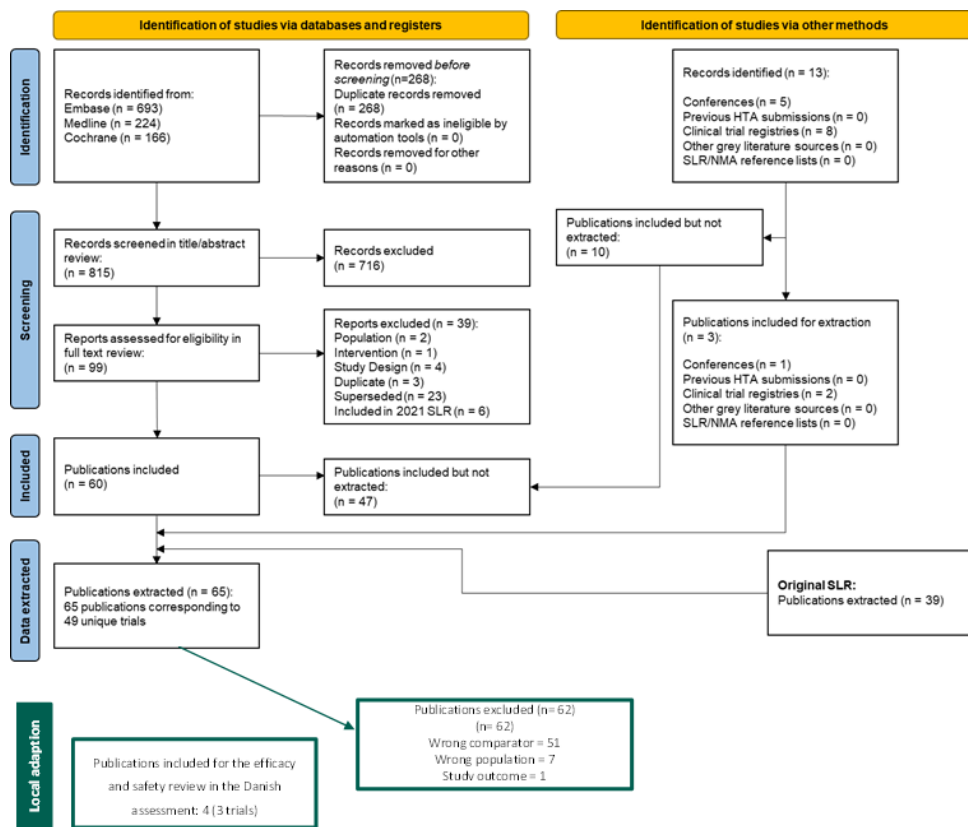 Identification of studies via databases and registers
Identification of studies via other methods
Identification
Records identified from:
Embase (n = 693)
Medline (n = 224)
Cochrane (n = 166)
Records removed before
screening (n=268):
Duplicate records removed
(n = 268)
Records marked as ineligible by
automation tools (n = 0)
Records removed for other
reasons (n = 0)
Records identified (n = 13):
Conferences (n = 5)
Previous HTA submissions (n = 0)
Clinical trial registries (n = 8)
Other grey literature sources (n = 0)
SLR/NMA reference lists (n = 0)
Screening
Records screened in title/abstract
review:
(n = 815)
Records excluded
(n = 716)
Publications included but not
extracted:
(n = 10)
Reports assessed for eligibility in
full text review:
(n = 99)
Reports excluded (n = 39):
Population (n = 2)
Intervention (n = 1)
Study Design (n = 4)
Duplicate (n = 3)
Superseded (n = 23)
Included in 2021 SLR (n = 6)
Publications included for extraction
(n = 3):
Conferences (n = 1)
Previous HTA submissions (n = 0)
Clinical trial registries (n = 2)
Other grey literature sources (n = 0)
SLR/NMA reference lists (n = 0)
Included
Publications included
(n = 60)
Publications included but not
extracted:
(n = 47)
Data extracted
Publications extracted (n = 65):
65 publications corresponding to
49 unique trials
Original SLR:
Publications extracted (n = 39)
Local adaption
Publications included for the efficacy
and safety review in the Danish
assessment: 4 (3 trials)
Publications excluded (n= 62)
(n= 62)
Wrong comparator = 51
Wrong population = 7
Study outcome = 1